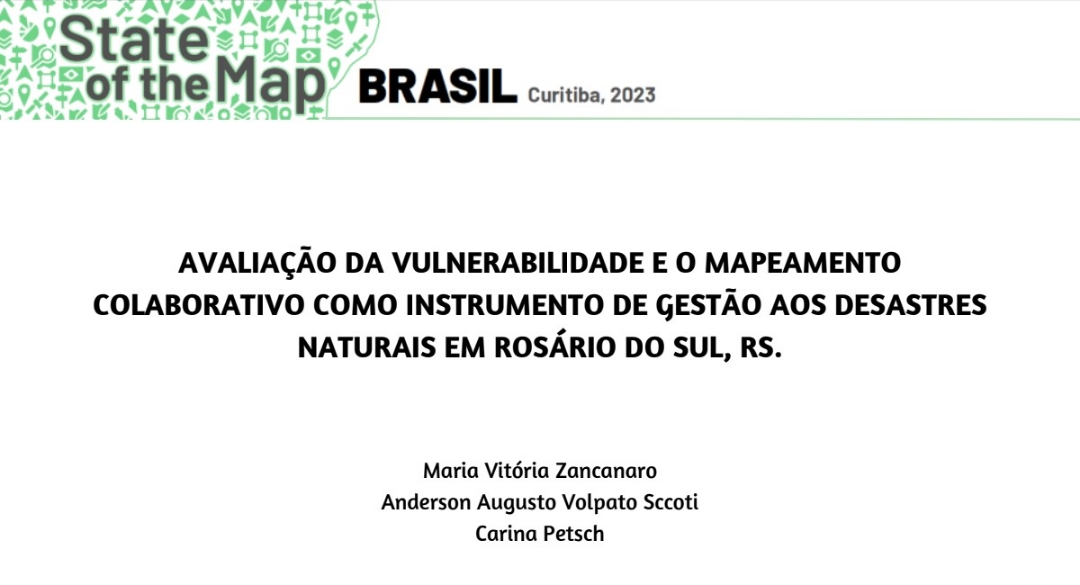 State
of the Map
BRASIL Curitiba, 2023
AVALIAÇÃO DA VULNERABILIDADE E O MAPEAMENTO
COLABORATIVO COMO INSTRUMENTO DE GESTÃO AOS DESASTRES
NATURAIS EM ROSÁRIO DO SUL, RS.
Maria Vitória Zancanaro
Anderson Augusto Volpato Sccoti
Carina Petsch